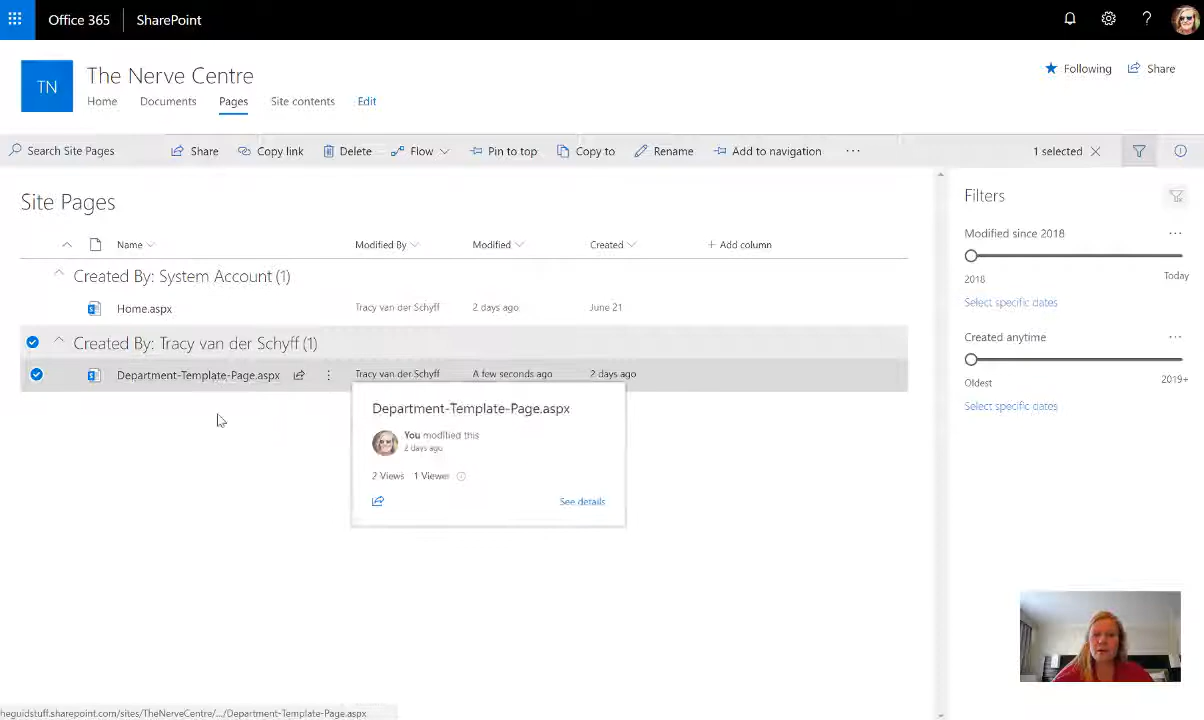 Office 365 SharePoint
TN
The Nerve Centre
Home Documents Pages Site contents Edit
Following Share
Search Site Pages Share Copy link Delete Flow Pin to top Copy to Rename Add to navigation ... 1 selected
Site Pages
Name Modified By Modified Created + Add column
Created By: System Account (1)
Home.aspx Tracy van der Schyff 2 days ago June 21
Created By: Tracy van der Schyff (1)
Department-Template-Page.aspx Tracy van der Schyff A few seconds ago 2 days ago
Department-Template-Page.aspx
You modified this
2 days ago
2 Views 1 Viewer
See details
Filters
Modified since 2018 ...
2018 Today
Select specific dates
Created anytime ...
Oldest 2019+
Select specific dates
heguidstuff.sharepoint.com/sites/TheNerveCentre/.../Department-Template-Page.aspx